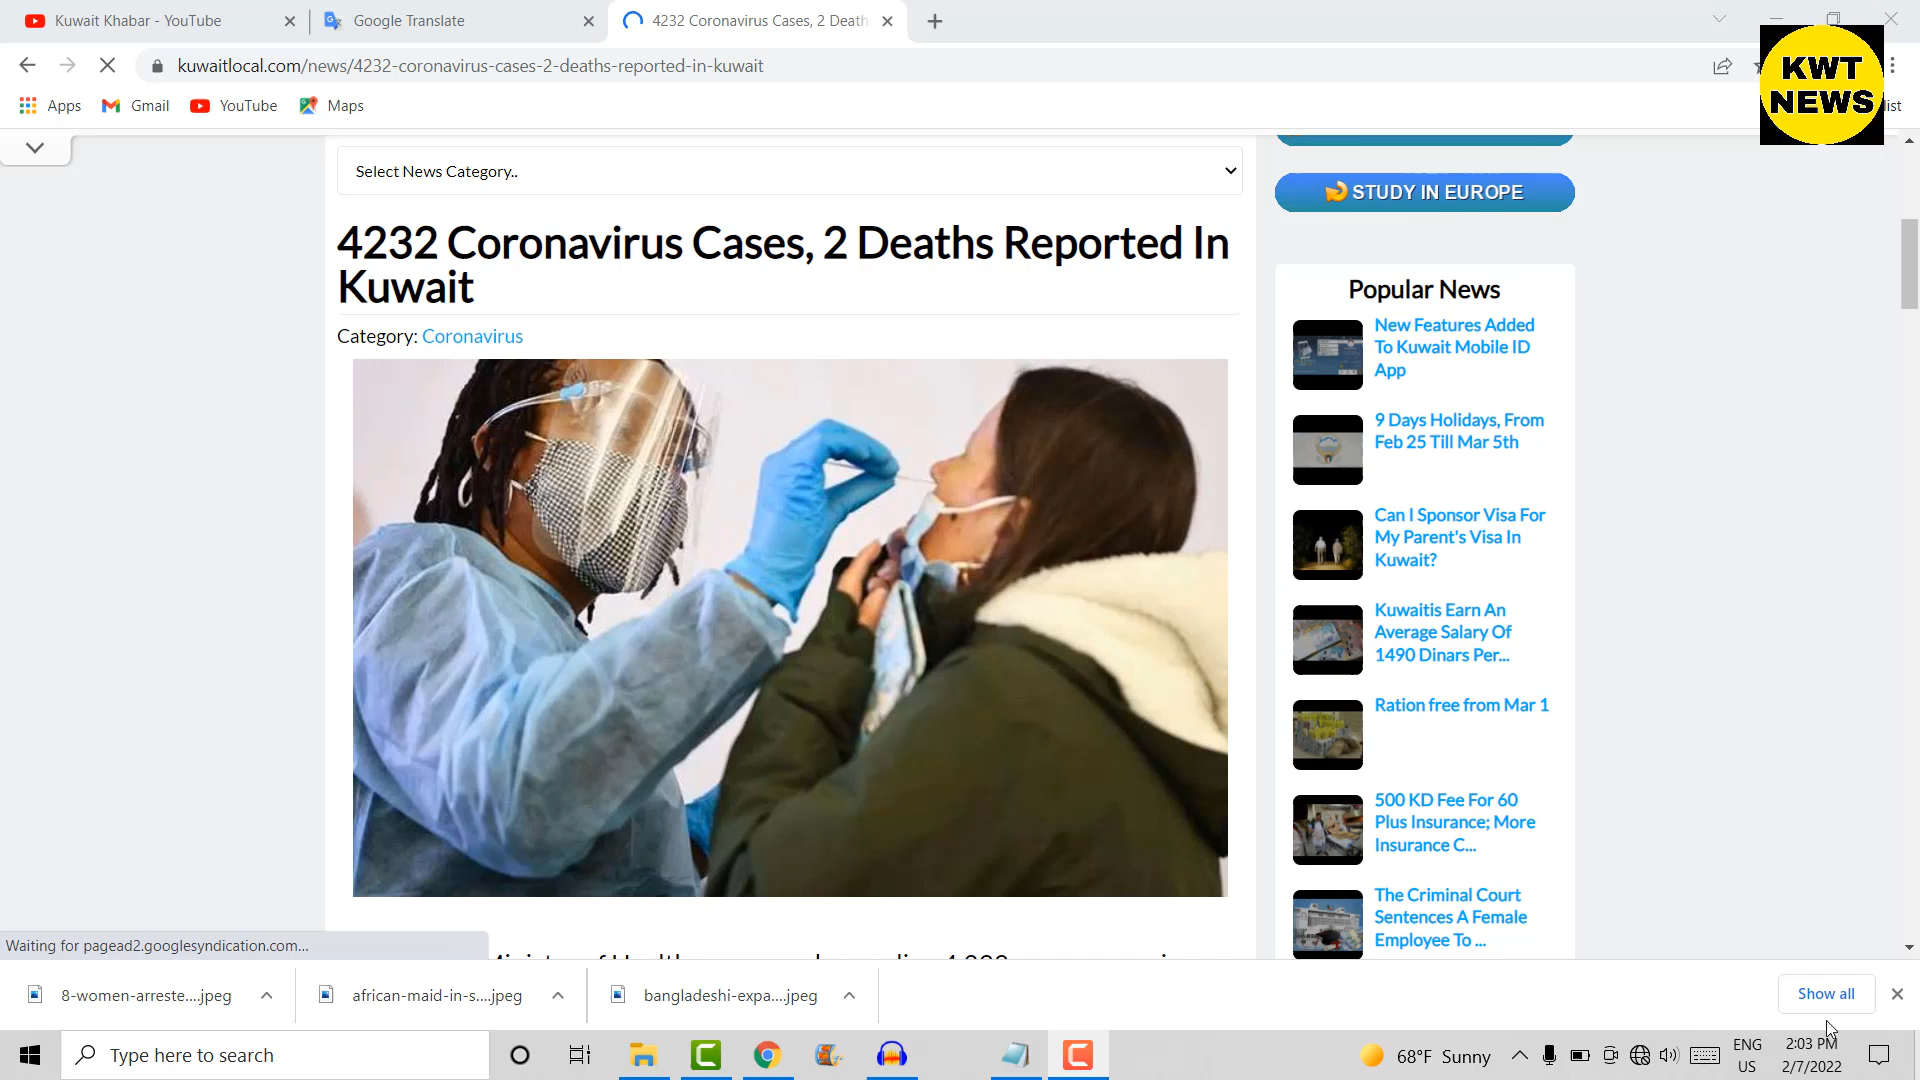 Kuwait Khabar - YouTube
Google Translate
4232 Coronavirus Cases, 2 Death
kuwaitlocal.com/news/4232-coronavirus-cases-2-deaths-reported-in-kuwait
KWT
NEWS
Apps
Gmail
YouTube
Maps
list
Select News Category..
STUDY IN EUROPE
4232 Coronavirus Cases, 2 Deaths Reported In
Kuwait
Category: Coronavirus
Popular News
New Features Added
To Kuwait Mobile ID
App
9 Days Holidays, From
Feb 25 Till Mar 5th
Can I Sponsor Visa For
My Parent's Visa In
Kuwait?
Kuwaitis Earn An
Average Salary Of
1490 Dinars Per...
Ration free from Mar 1
500 KD Fee For 60
Plus Insurance; More
Insurance C...
The Criminal Court
Sentences A Female
Employee To ...
Waiting for pagead2.googlesyndication.com...
8-women-arreste....jpeg
african-maid-in-s....jpeg
bangladeshi-expa....jpeg
Show all
Type here to search
68°F Sunny
ENG
US
2:03 PM
2/7/2022